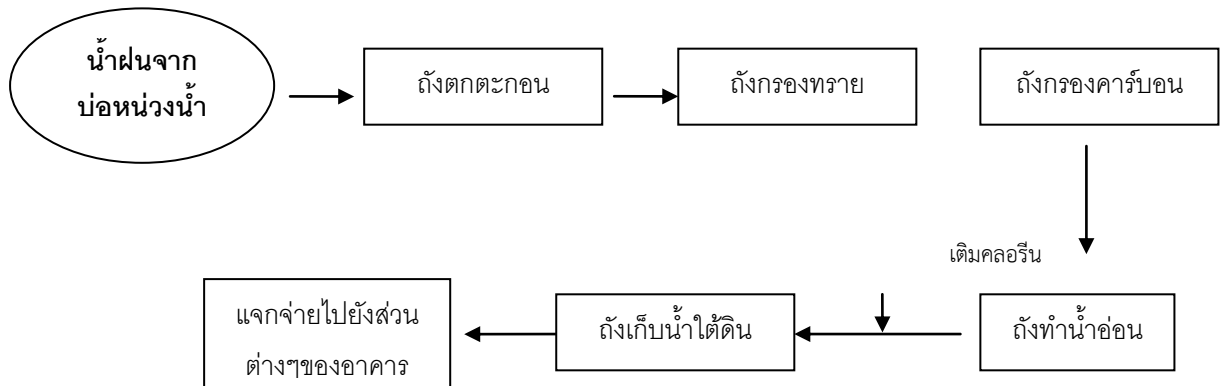 น้ำฝนจาก
บ่อหน่วงน้ำ
ถังตกตะกอน
ถังกรองทราย
ถังกรองคาร์บอน
เติมคลอรีน
ถังทำน้ำอ่อน
ถังเก็บน้ำใต้ดิน
แจกจ่ายไปยังส่วน
ต่างๆของอาคาร